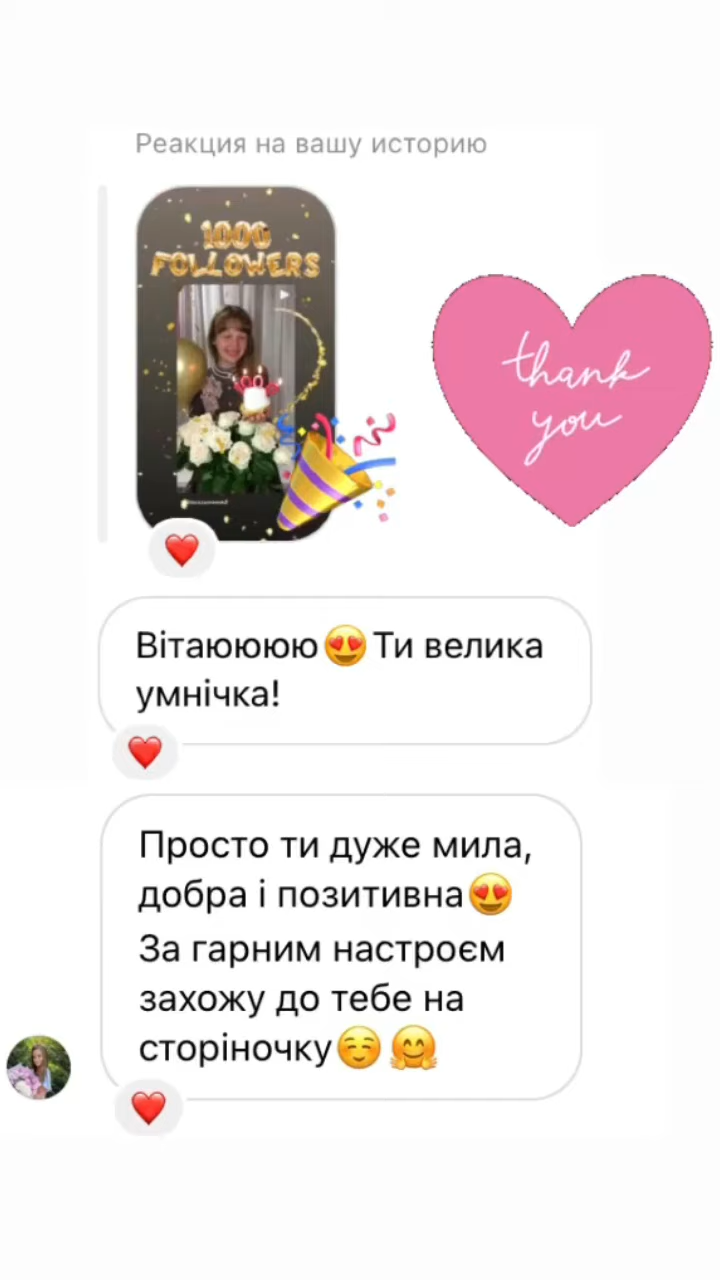 Реакция на вашу историю
1000
FOLLOWERS
thank
you
Вітаюююю😍Ти велика
умнічка!
Просто ти дуже мила,
добра і позитивна😍
За гарним настроєм
захожу до тебе на
сторіночку☺️🤗